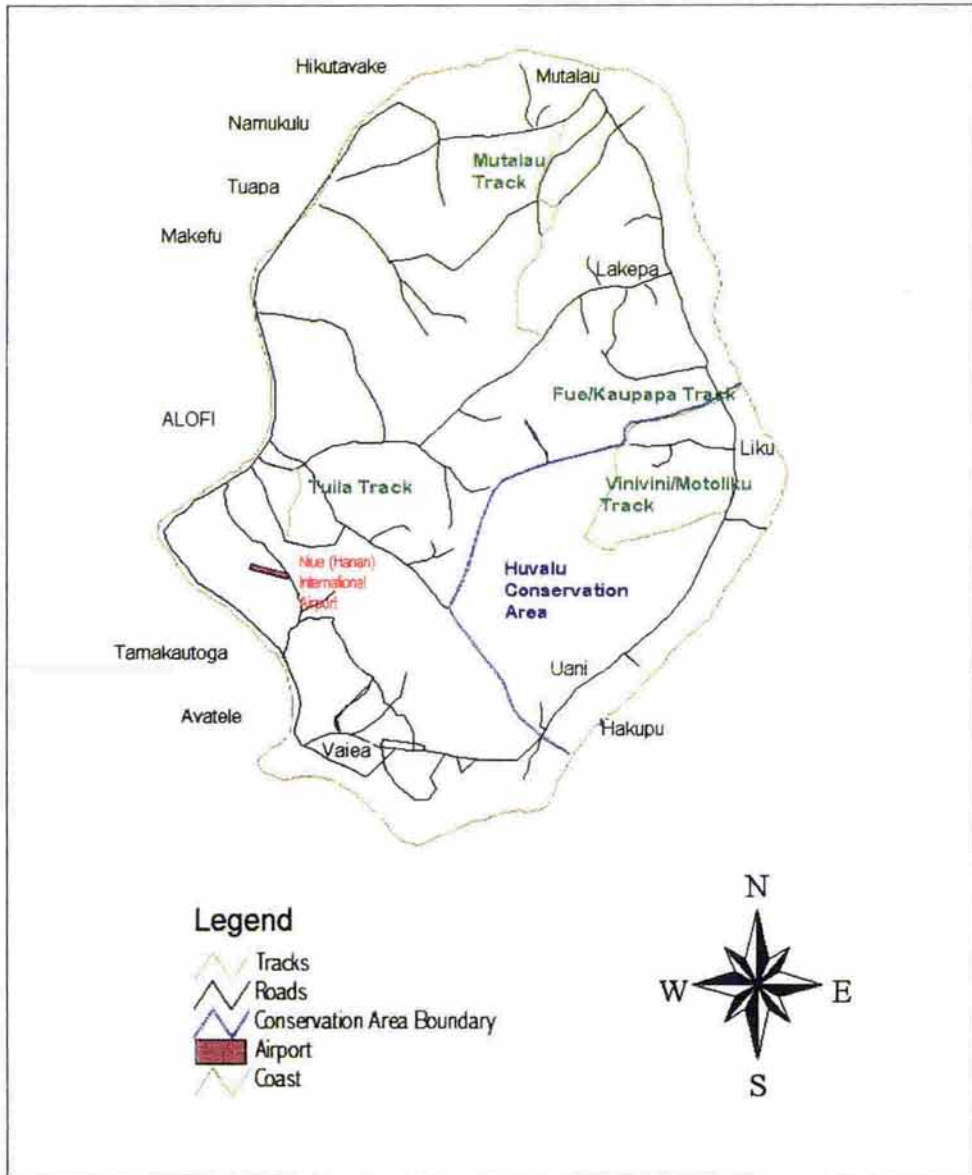 Hikutavake
Mutalau
Namukulu
Mutalau
Track
Tuapa
Makefu
Lakepa
Fue/Kaupapa Track
ALOFI
Liku
Tuila Track
Vinivini/Motoliku
Track
Niue (Hanan)
International
Airport
Huvalu
Conservation
Area
Tamakautoga
Uani
Avatele
Hakupu
Vaiea
Legend
Tracks
Roads
Conservation Area Boundary
Airport
Coast
N
W
E
S